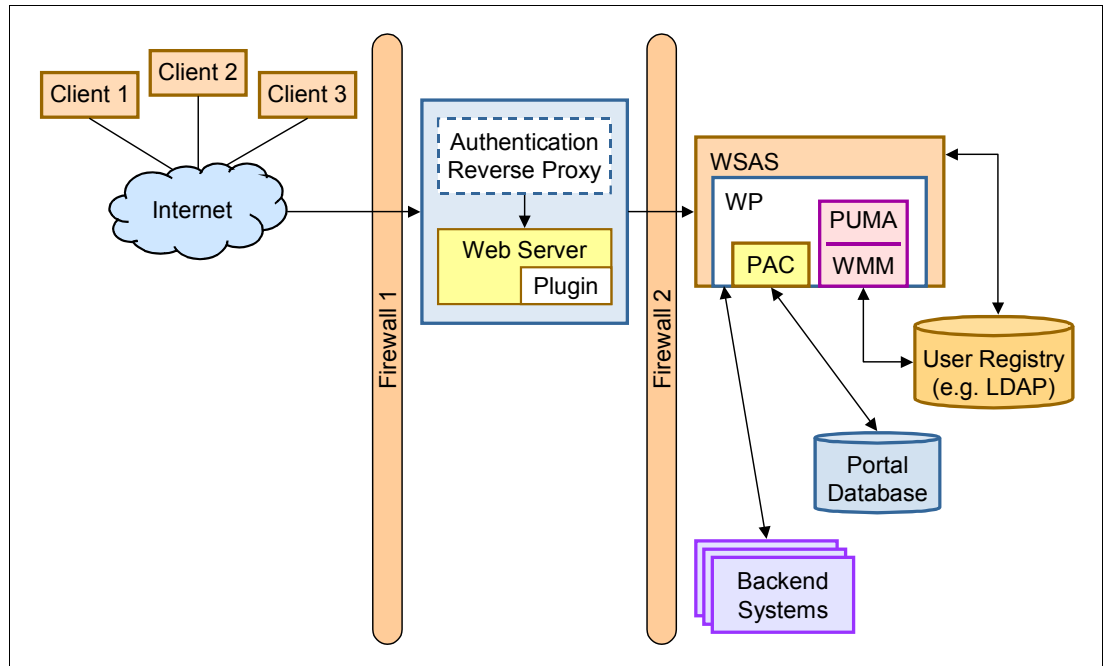 Client 1
Client 2
Client 3
Internet
Firewall 1
Authentication
Reverse Proxy
Web Server
Plugin
Firewall 2
WSAS
WP
PUMA
WMM
PAC
User Registry
(e.g. LDAP)
Portal
Database
Backend
Systems